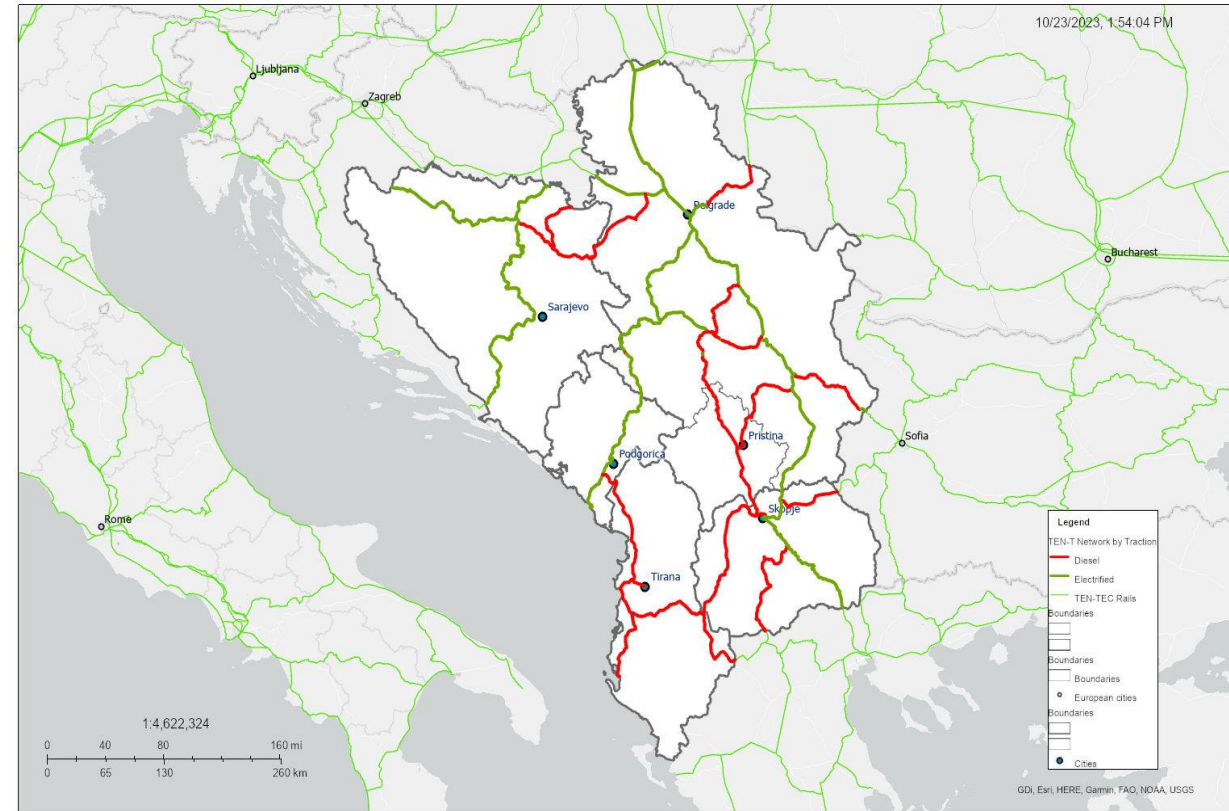 10/23/2023, 1:54:04 PM
Ljubljana
Zagreb
Belgrade
Bucharest
Sarajevo
Pristina
Sofia
Podgorica
Skopje
Rome
Tirana
Legend
TEN-T Network by Traction
Diesel
Electrified
TEN-TEC Rails
Boundaries
Boundaries
Boundaries
European cities
Boundaries
Cities
1:4,622,324
0 40 80 160 mi
0 65 130 260 km
GDi, Esri, HERE, Garmin, FAO, NOAA, USGS